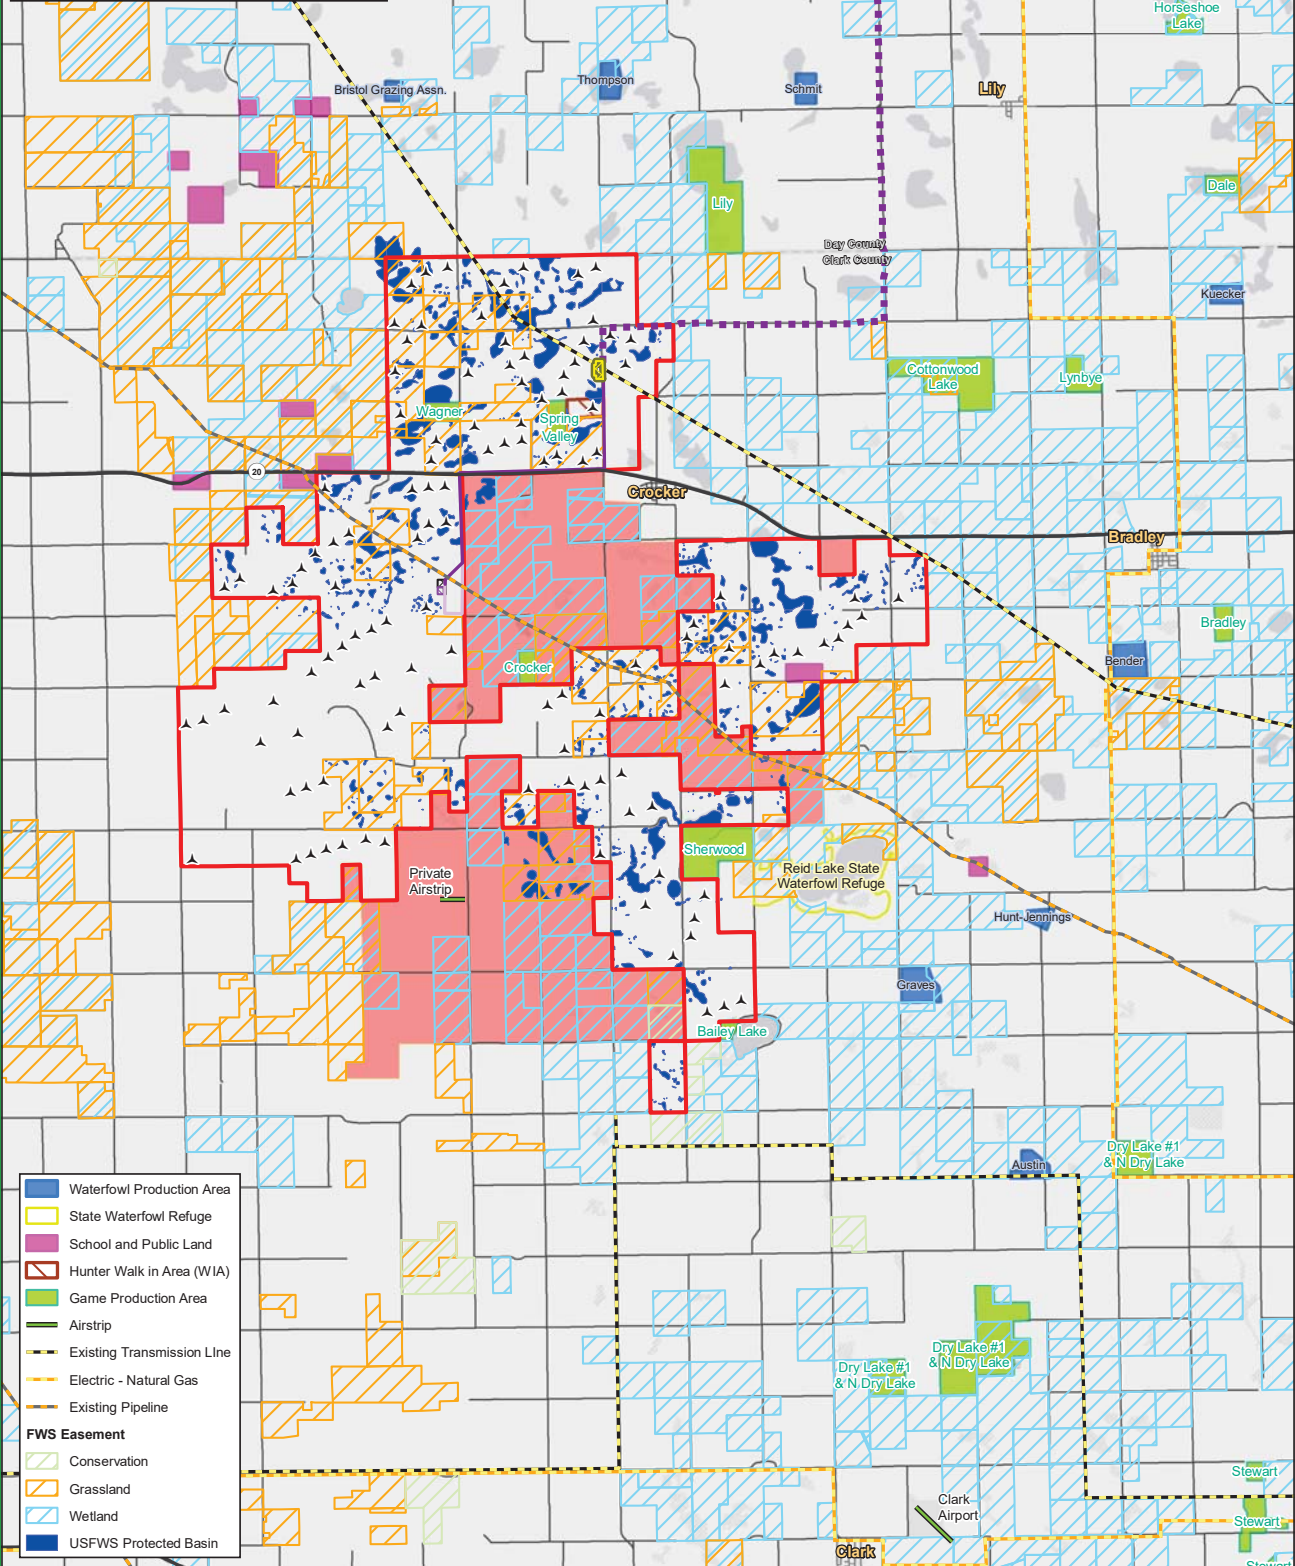 Horseshoe
Lake
Bristol Grazing Assn.
Thompson
Schmit
Lily
Dale
Lily
Day County
Clark County
Kuecker
Cottonwood
Lake
Lynbye
Wagner
Spring
Valley
20
Crocker
Bradley
Bradley
Bender
Crocker
Sherwood
Private
Airstrip
Reid Lake State
Waterfowl Refuge
Hunt-Jennings
Graves
Bailey Lake
Dry Lake #1
& N Dry Lake
Austin
Dry Lake #1
& N Dry Lake
Dry Lake #1
& N Dry Lake
Stewart
Clark
Airport
Stewart
Clark
Stewart
Waterfowl Production Area
State Waterfowl Refuge
School and Public Land
Hunter Walk in Area (WIA)
Game Production Area
Airstrip
Existing Transmission LIne
Electric - Natural Gas
Existing Pipeline
FWS Easement
Conservation
Grassland
Wetland
USFWS Protected Basin